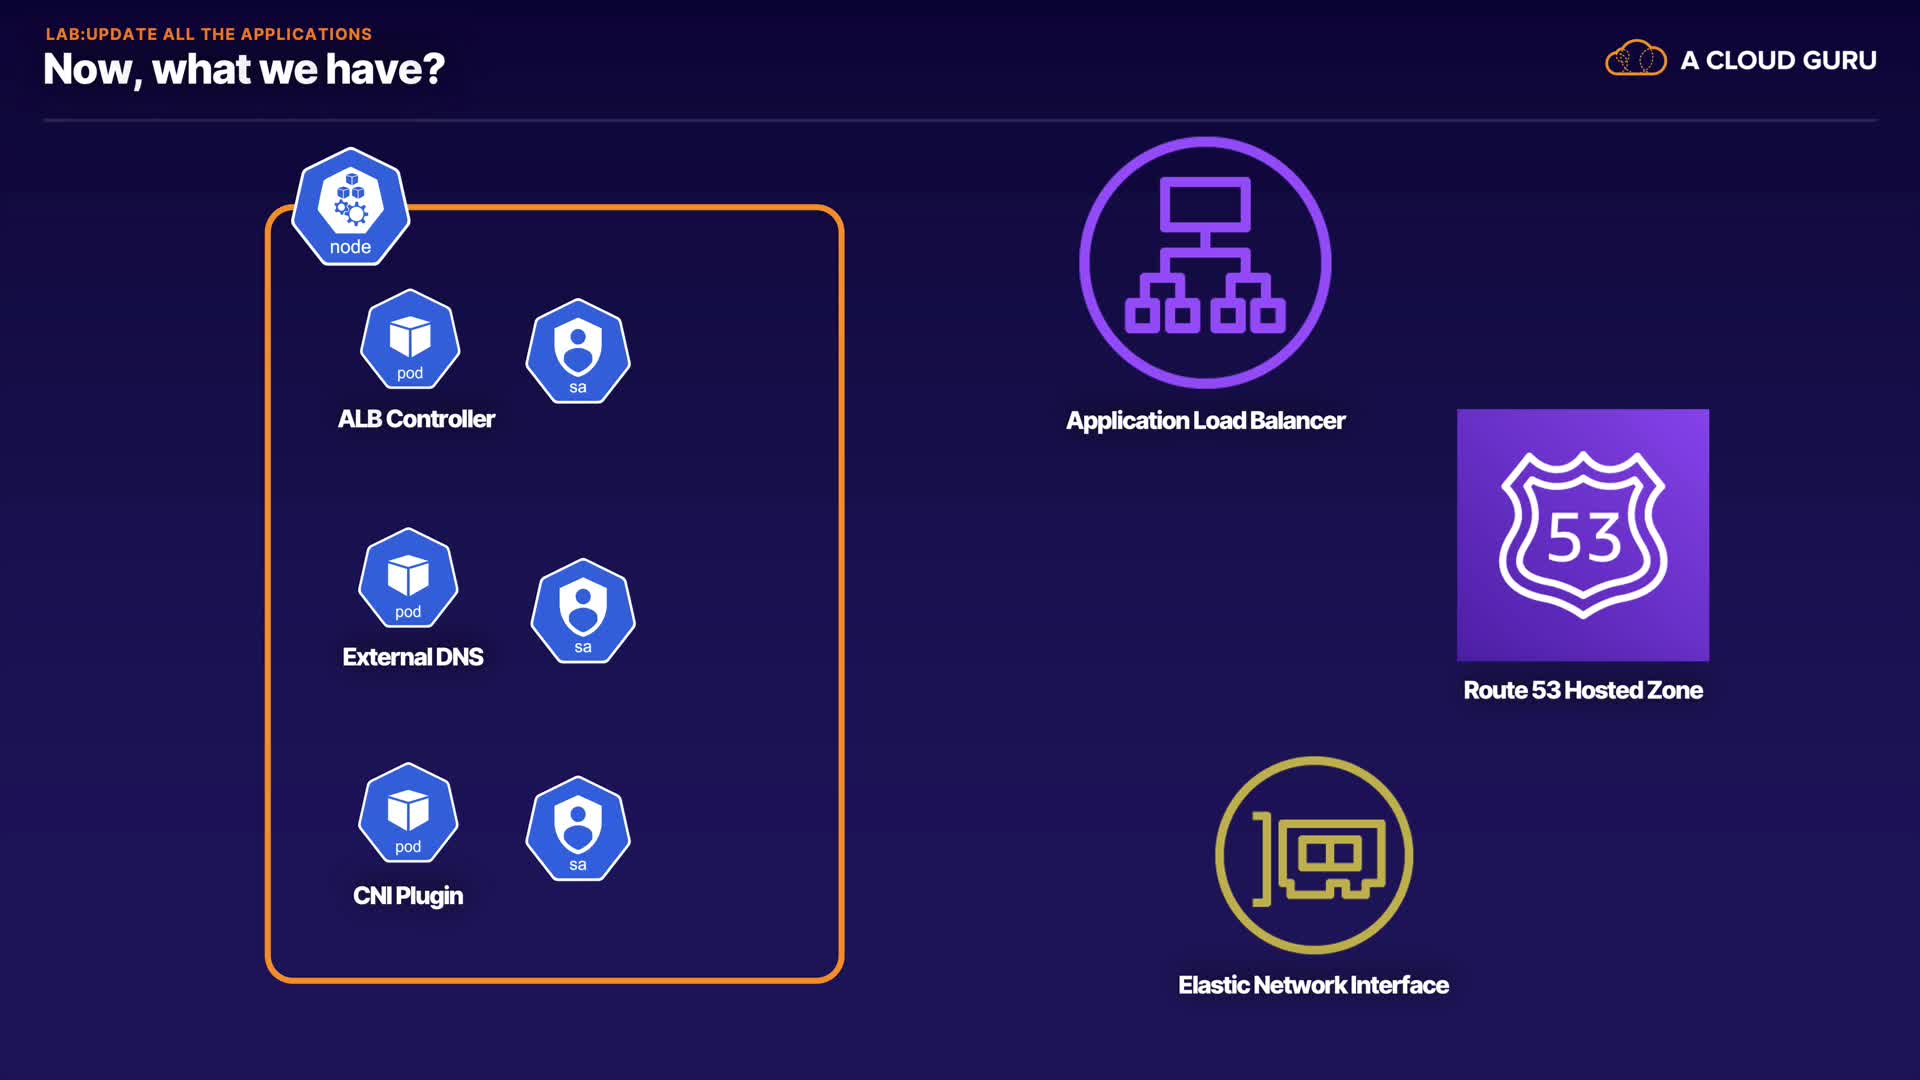 LAB:UPDATE ALL THE APPLICATIONS
Now, what we have?
A CLOUD GURU
node
pod
sa
ALB Controller
Application Load Balancer
53
pod
sa
External DNS
Route 53 Hosted Zone
pod
sa
CNI Plugin
Elastic Network Interface